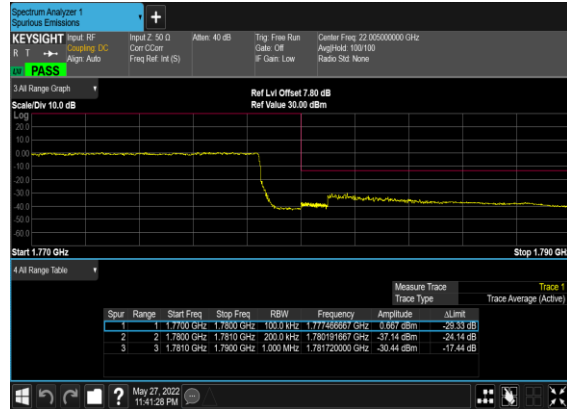 Spectrum Analyzer 1
Spurious Emissions
KEYSIGHT Input: RF Input Z: 50 Ω Atten: 40 dB Trig: Free Run Center Freq: 22.005000000 GHz
R T Coupling: DC Corr CCorr Gate: Off Avg|Hold: 100/100
Align: Auto Freq Ref: Int (S) IF Gain: Low Radio Std: None
PASS
3 All Range Graph
Ref Lvl Offset 7.80 dB
Scale/Div 10.0 dB Ref Value 30.00 dBm
Log
20.0
10.0
0.00
-10.0
-20.0
-30.0
-40.0
-50.0
-60.0
Start 1.770 GHz Stop 1.790 GHz
4 All Range Table
Measure Trace Trace 1
Trace Type Trace Average (Active)
Spur Range Start Freq Stop Freq RBW Frequency Amplitude ΔLimit
1 1 1.7700 GHz 1.7800 GHz 100.0 kHz 1.777466667 GHz 0.667 dBm -29.33 dB
2 2 1.7800 GHz 1.7810 GHz 200.0 kHz 1.780191667 GHz -37.14 dBm -24.14 dB
3 3 1.7810 GHz 1.7900 GHz 1.000 MHz 1.781720000 GHz -30.44 dBm -17.44 dB
?
May 27, 2022
11:41:28 PM